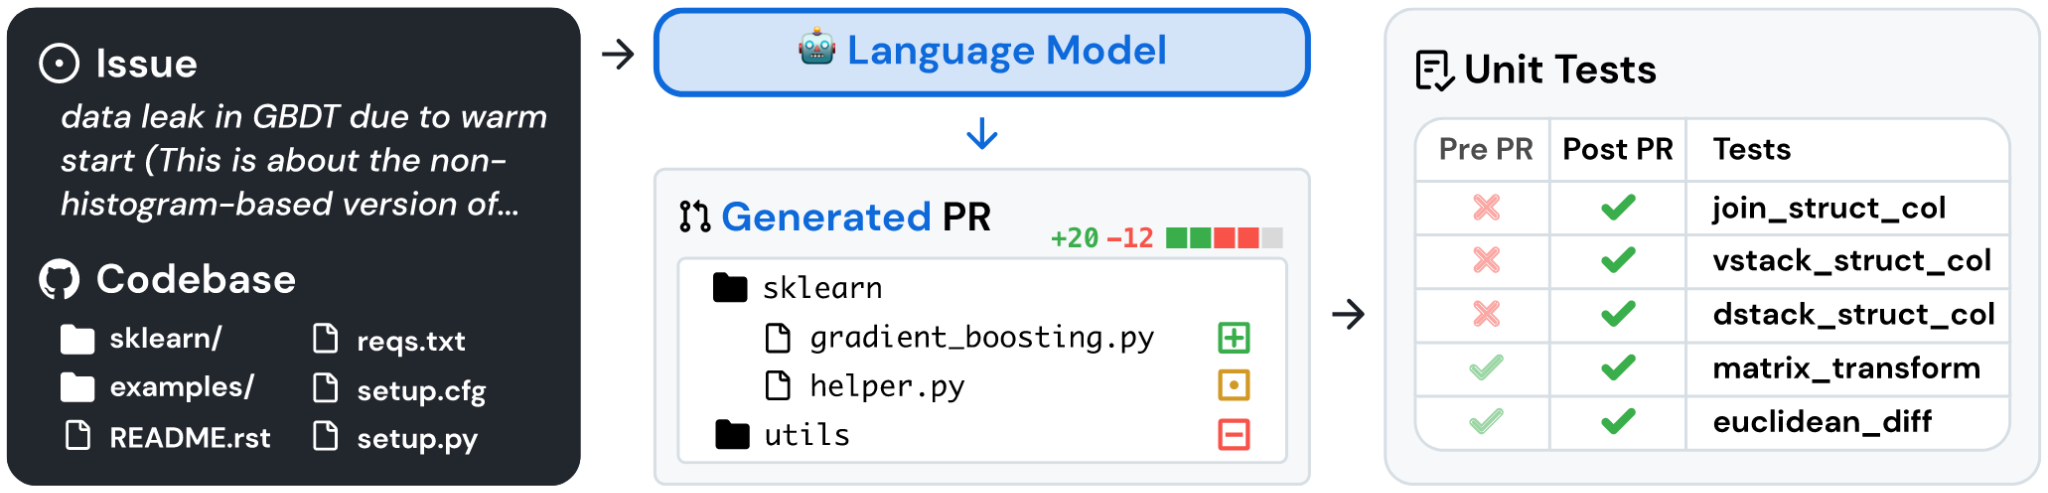 Issue
data leak in GBDT due to warm
start (This is about the non-
histogram-based version of...
Codebase
sklearn/
reqs.txt
examples/
setup.cfg
README.rst
setup.py
Language Model
Generated PR
+20 -12
sklearn
gradient_boosting.py
helper.py
utils
Unit Tests
Pre PR Post PR Tests
join_struct_col
vstack_struct_col
dstack_struct_col
matrix_transform
euclidean_diff